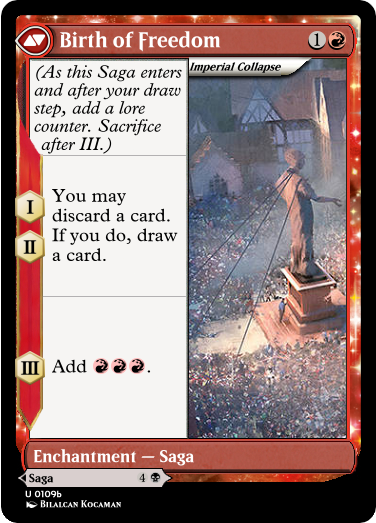 Birth of Freedom 1
Imperial Collapse
(As this Saga enters
and after your draw
step, add a lore
counter. Sacrifice
after III.)
I
II
You may
discard a card.
If you do, draw
a card.
III
Add .
Enchantment — Saga
Saga 4
U 0109b
Bilalcan Kocaman